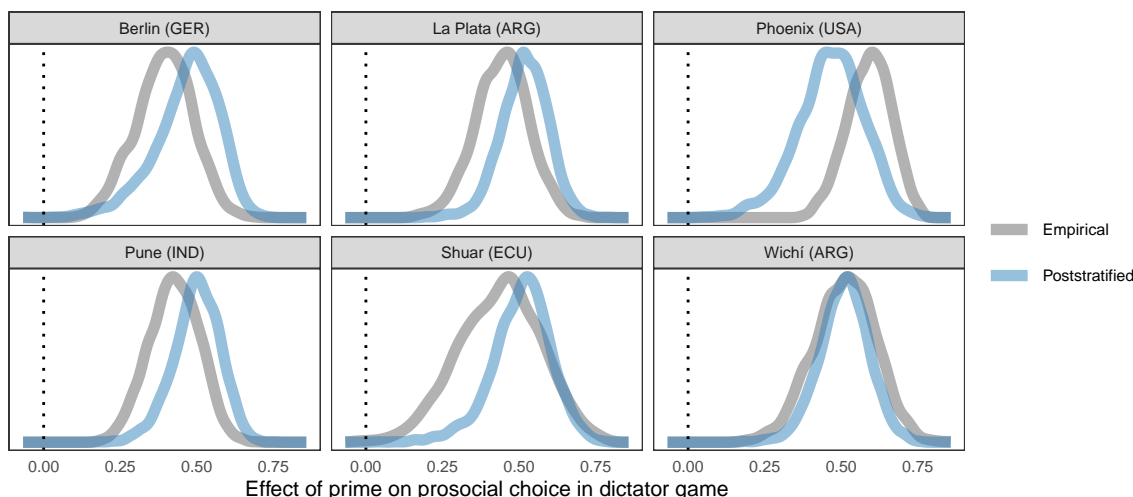 Berlin (GER) La Plata (ARG) Phoenix (USA)
Pune (IND) Shuar (ECU) Wichí (ARG)
Empirical
Poststratified
0.00 0.25 0.50 0.75 0.00 0.25 0.50 0.75 0.00 0.25 0.50 0.75
Effect of prime on prosocial choice in dictator game